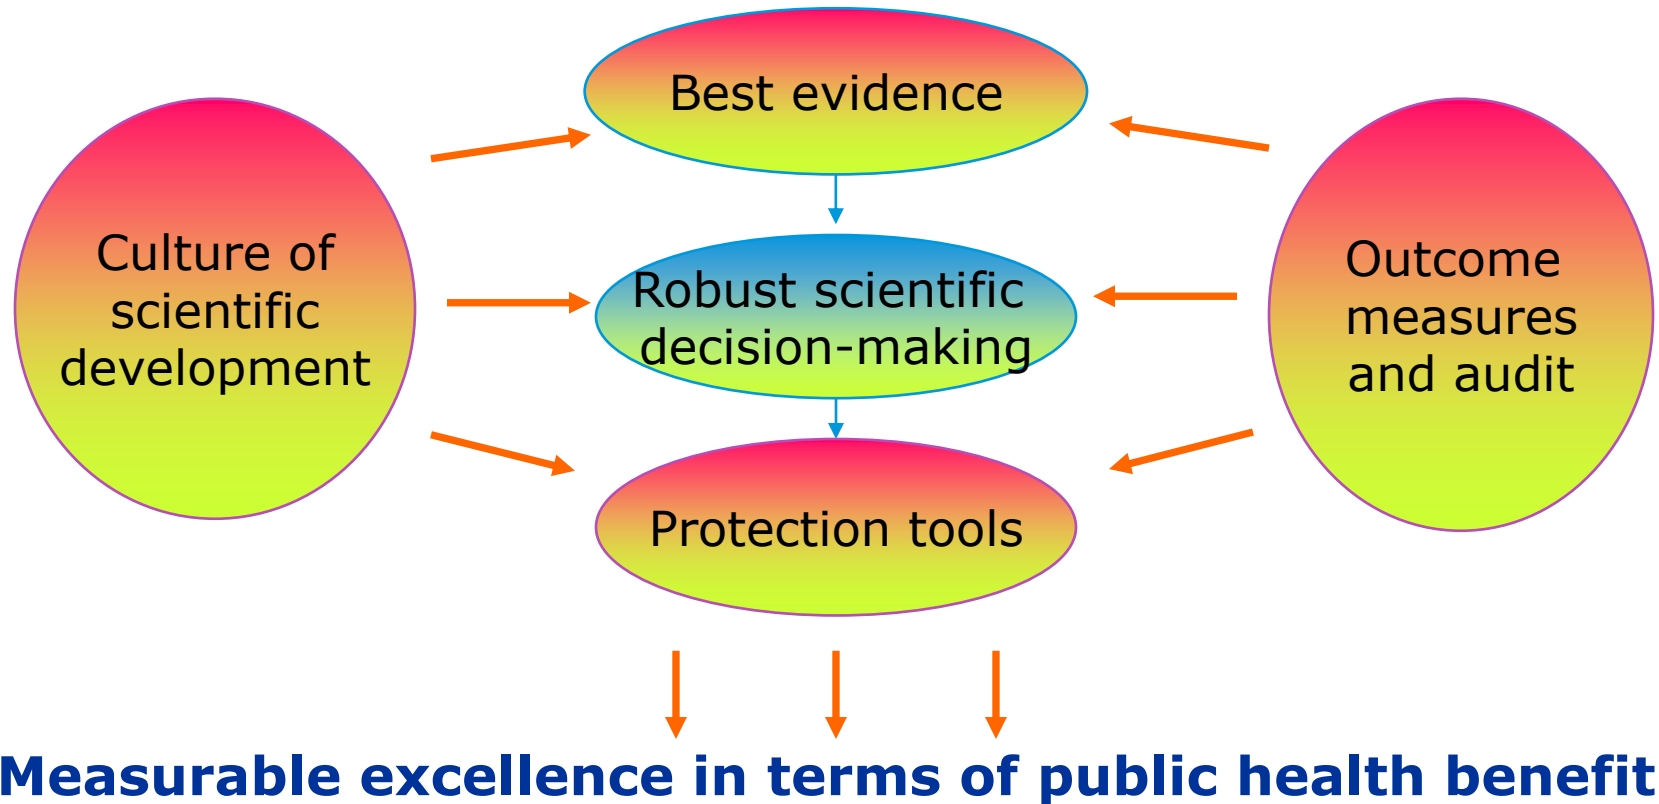 Best evidence
Culture of
scientific
development
Robust scientific
decision-making
Outcome
measures
and audit
Protection tools
Measurable excellence in terms of public health benefit